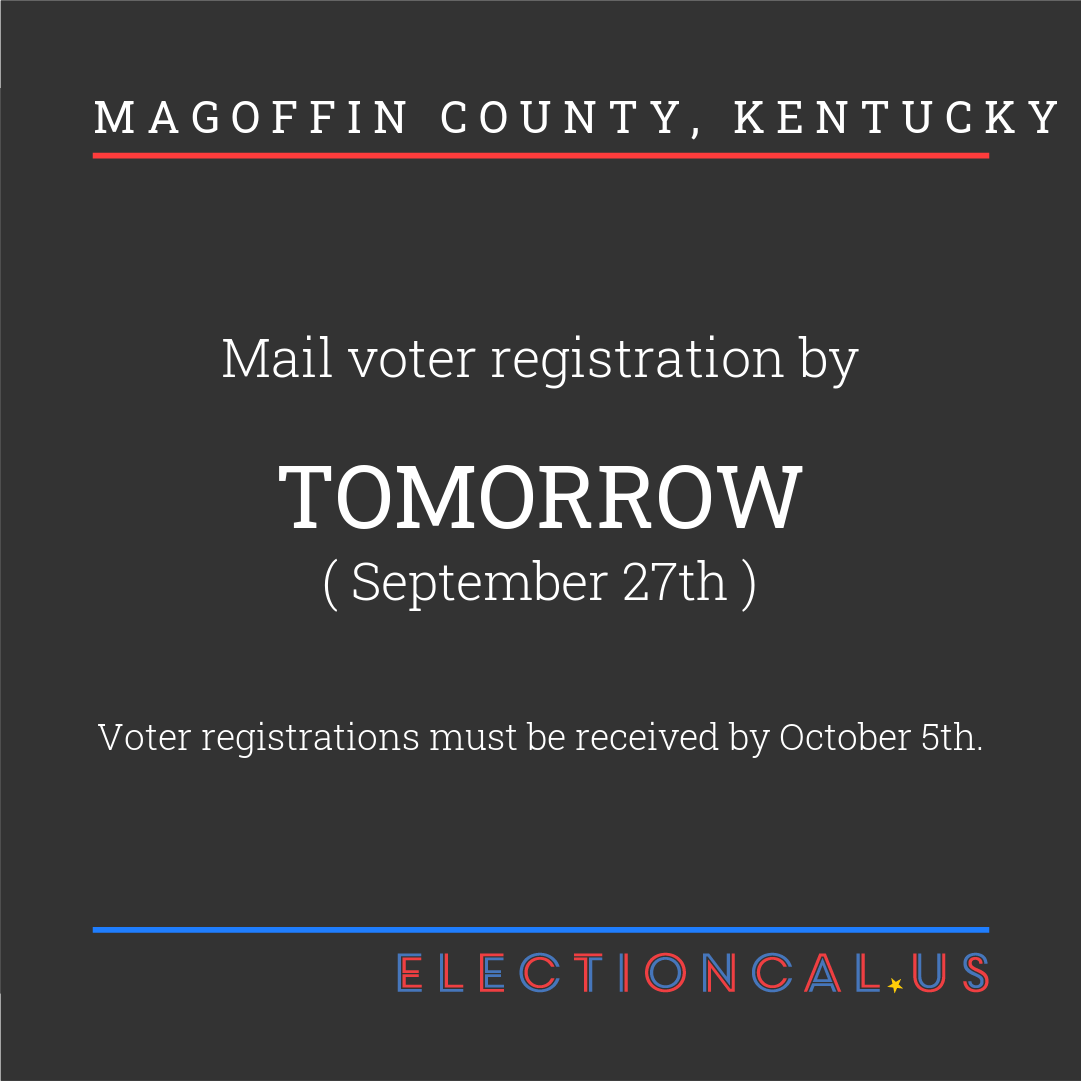 MAGOFFIN COUNTY, KENTUCKY
Mail voter registration by
TOMORROW
( September 27th )
Voter registrations must be received by October 5th.
ELECTIONCAL.US